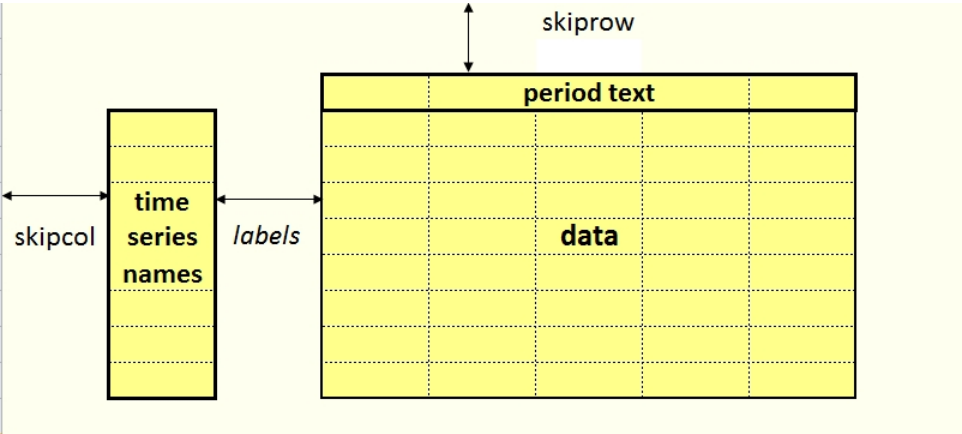 skiprow
period text
time
series
names
skipcol
labels
data